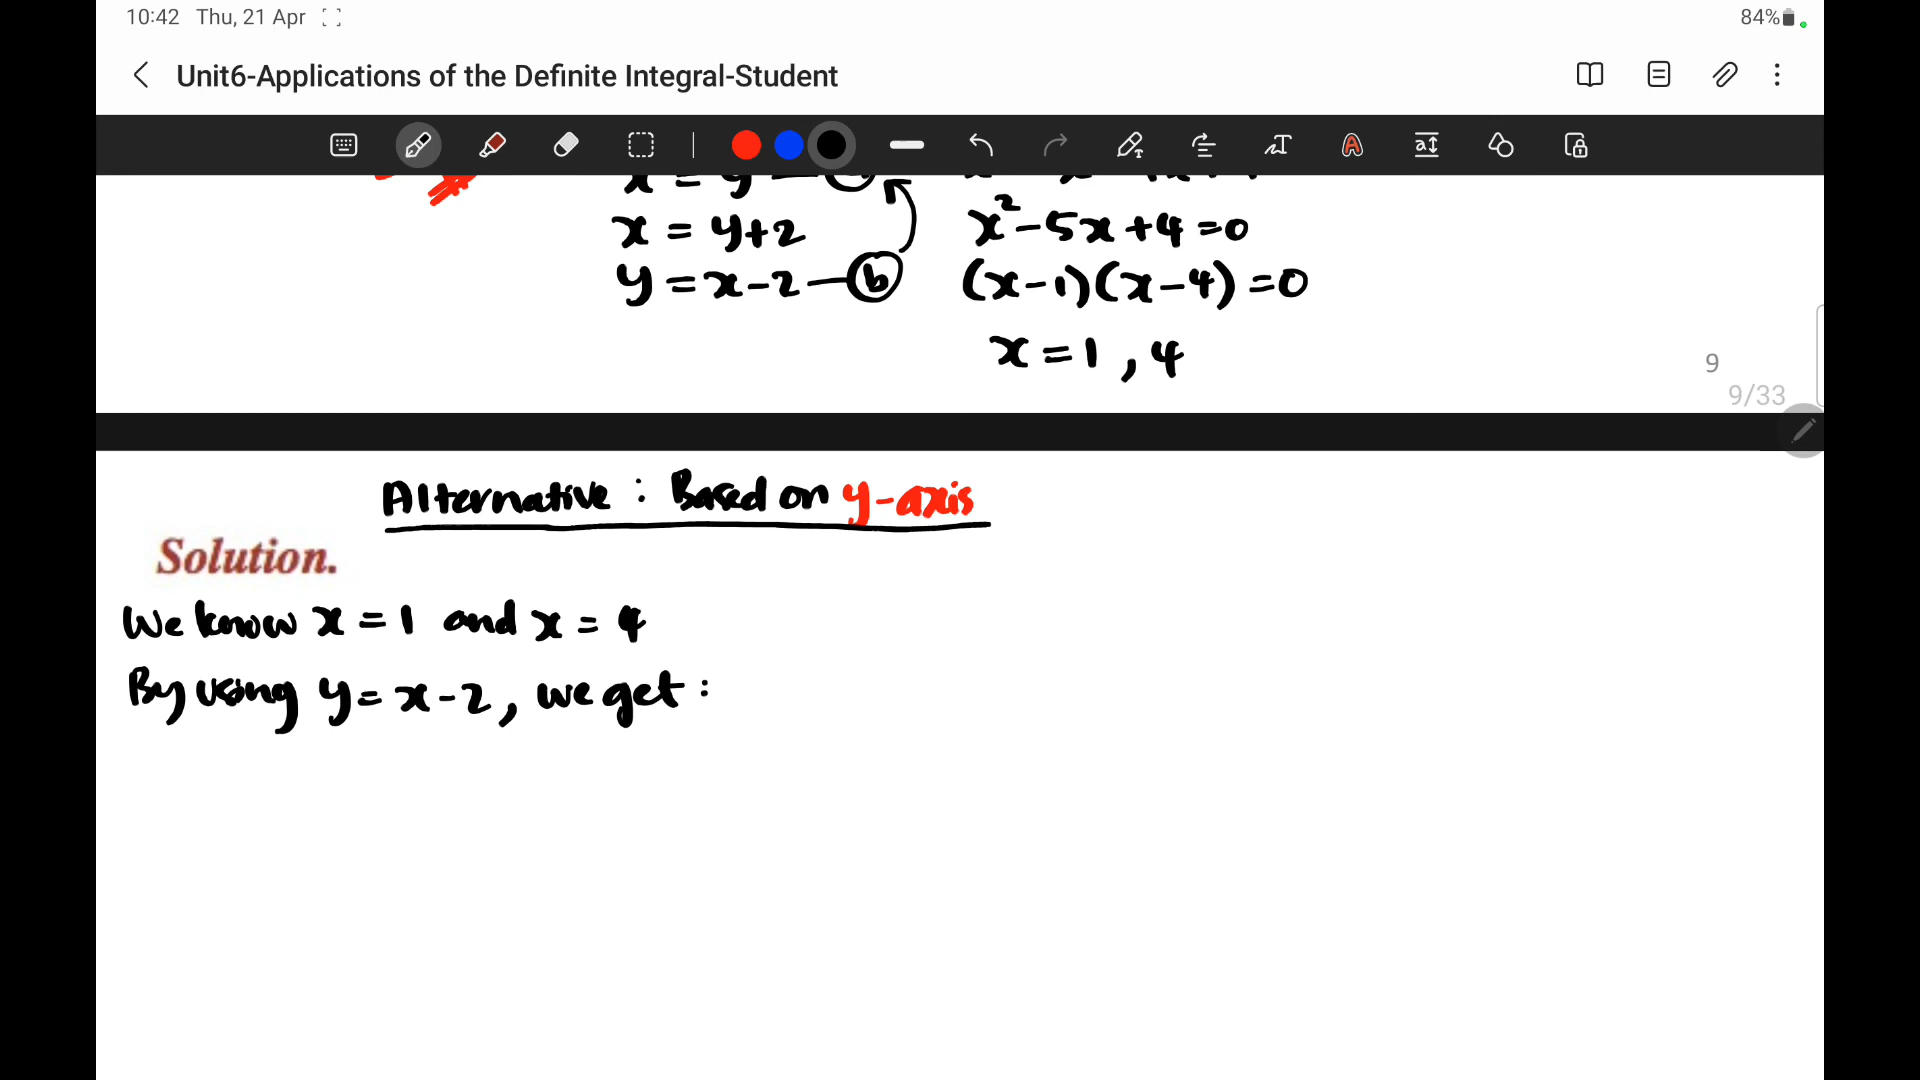 10:42 Thu, 21 Apr
84%
Unit6-Applications of the Definite Integral-Student
x = y+2
y = x-2 — b
x²-5x+4=0
(x-1)(x-4)=0
x=1, 4
9
9/33
Alternative : Based on y-axis
Solution.
We know x = 1 and x = 4
By using y = x-2, we get :